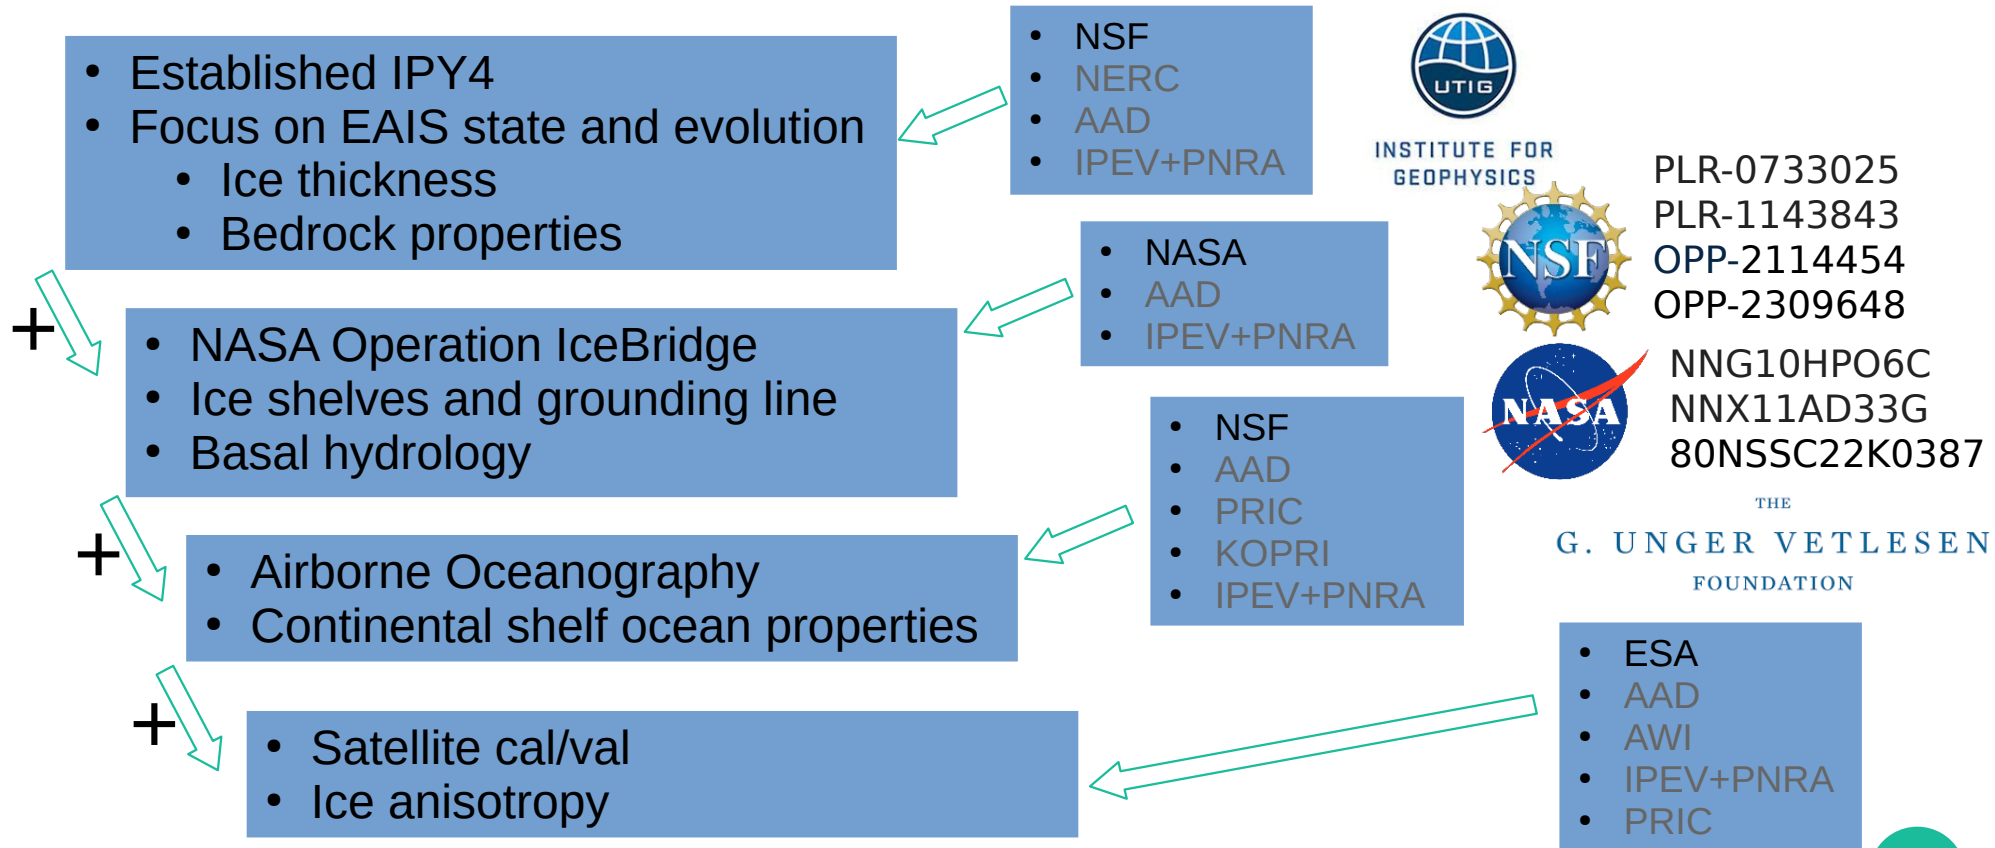 • Established IPY4
• Focus on EAIS state and evolution
• Ice thickness
• Bedrock properties
• NSF
• NERC
• AAD
• IPEV+PNRA
UTIG
INSTITUTE FOR
GEOPHYSICS
NSF
PLR-0733025
PLR-1143843
OPP-2114454
OPP-2309648
+
• NASA Operation IceBridge
• Ice shelves and grounding line
• Basal hydrology
• NASA
• AAD
• IPEV+PNRA
NASA
NNG10HPO6C
NNX11AD33G
80NSSC22K0387
+
• Airborne Oceanography
• Continental shelf ocean properties
• NSF
• AAD
• PRIC
• KOPRI
• IPEV+PNRA
THE
G. UNGER VETLESEN
FOUNDATION
+
• Satellite cal/val
• Ice anisotropy
• ESA
• AAD
• AWI
• IPEV+PNRA
• PRIC